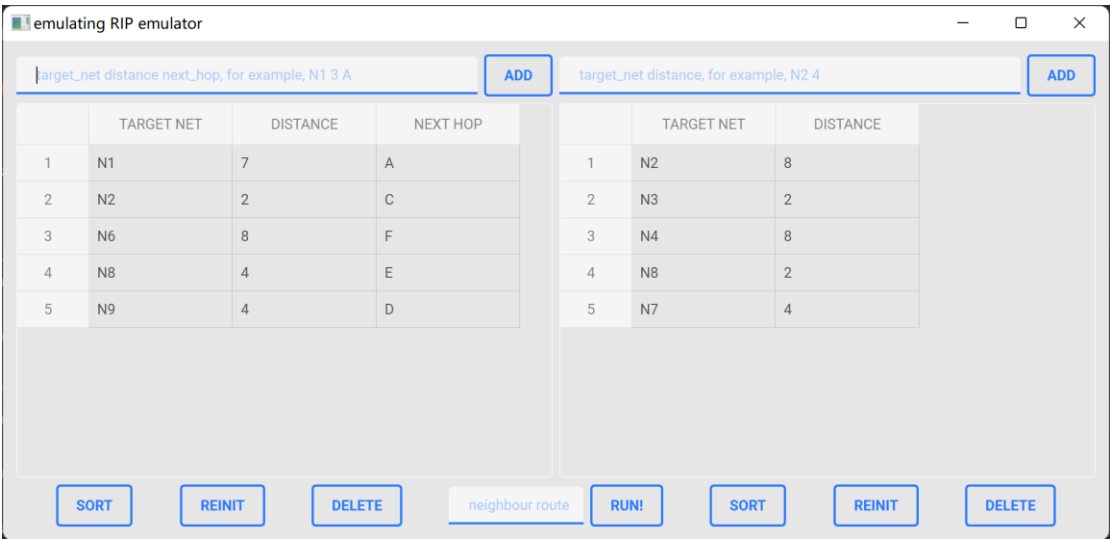 emulating RIP emulator
target_net distance next_hop, for example, N1 3 A ADD target_net distance, for example, N2 4 ADD
TARGET NET DISTANCE NEXT HOP TARGET NET DISTANCE
1 N1 7 A 1 N2 8
2 N2 2 C 2 N3 2
3 N6 8 F 3 N4 8
4 N8 4 E 4 N8 2
5 N9 4 D 5 N7 4
SORT REINIT DELETE neighbour route RUN! SORT REINIT DELETE